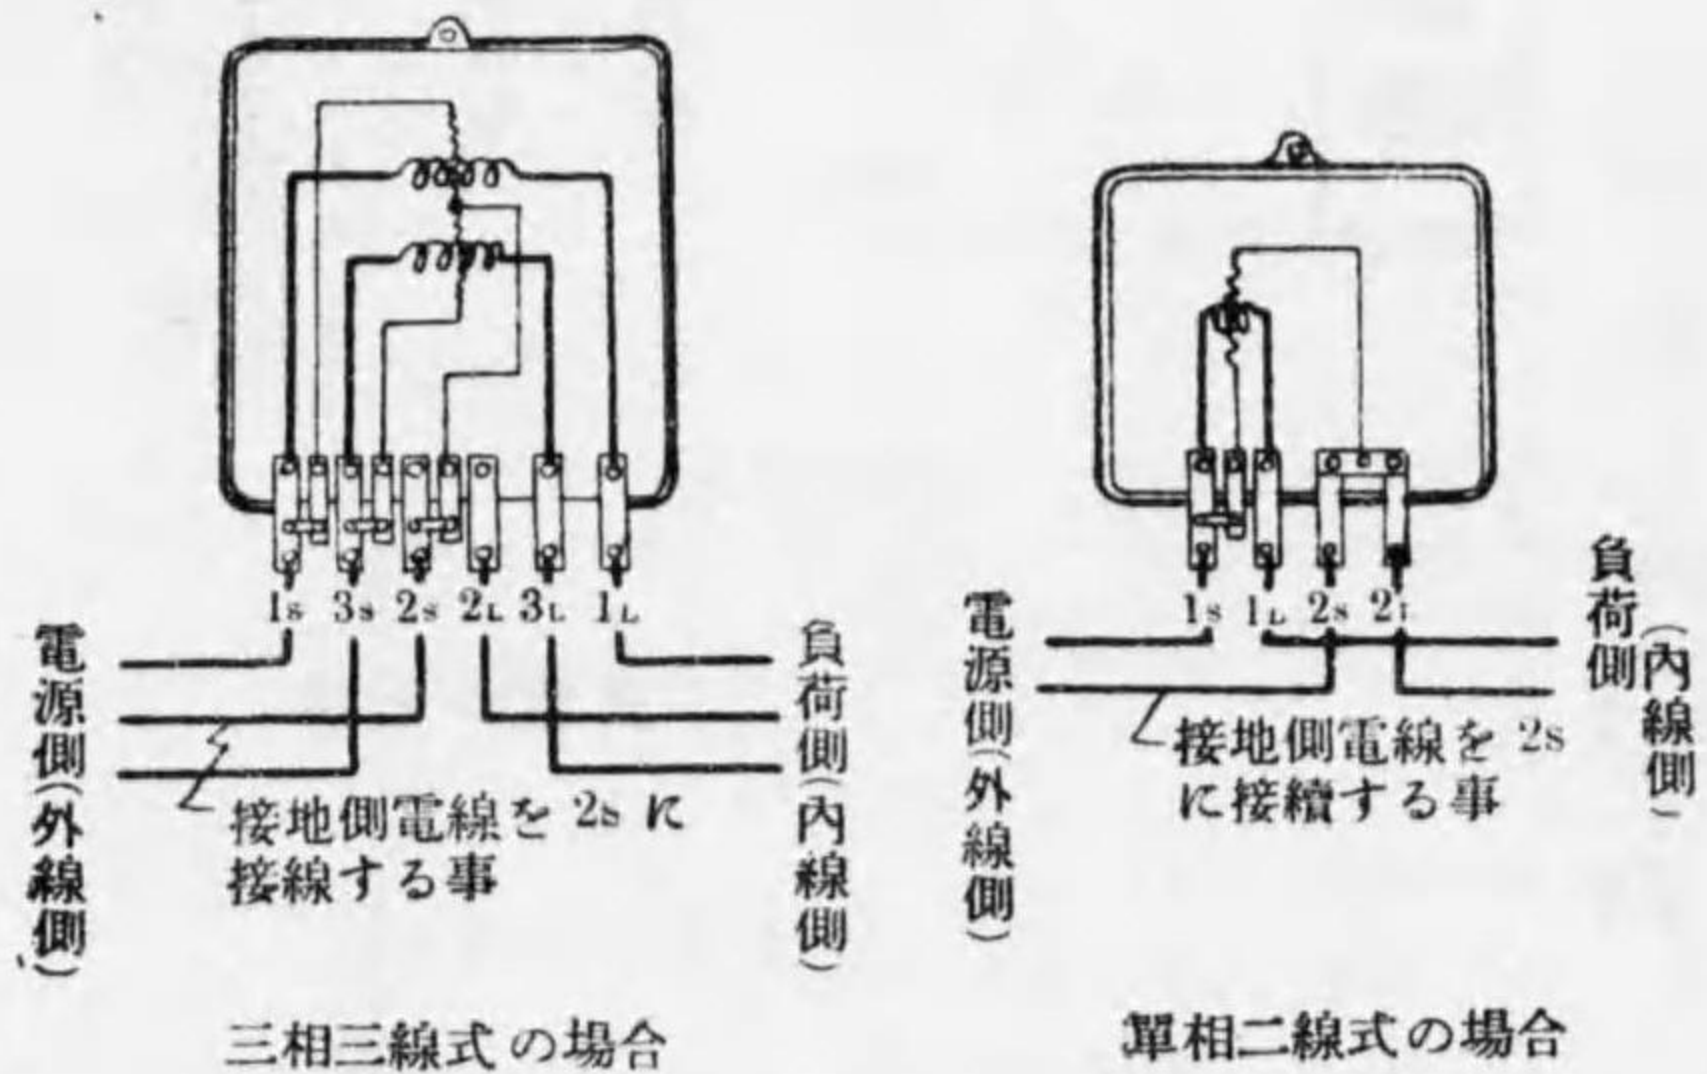 1s 3s 2s 2L 3L 1L
電源側(外線側)
負荷側(內線側)
接地側電線を 2s に
接線する事
三相三線式の場合
1s 1L 2s 2L
電源側(外線側)
負荷側
(內線側)
接地側電線を 2s
に接續する事
單相二線式の場合